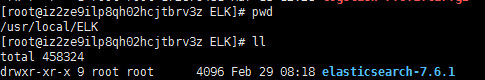 [root@iz2ze9ilp8qh02hcjtbrv3z ELK]# pwd
/usr/local/ELK
[root@iz2ze9ilp8qh02hcjtbrv3z ELK]# ll
total 458324
drwxr-xr-x 9 root root 4096 Feb 29 08:18 elasticsearch-7.6.1